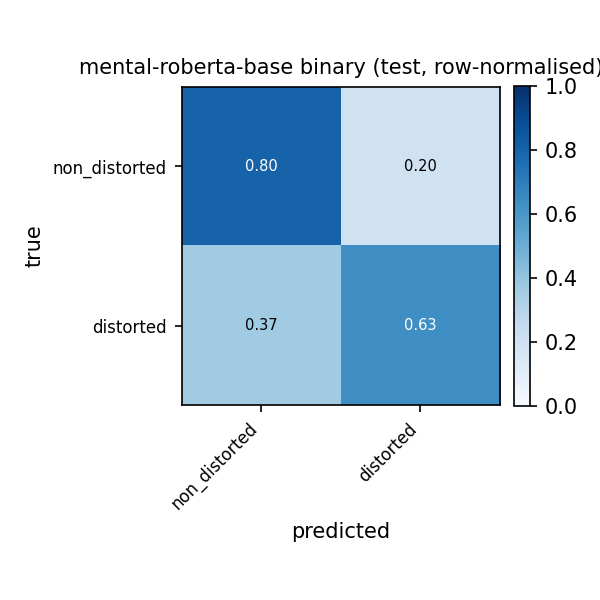 mental-roberta-base binary (test, row-normalised)
1.0
non_distorted
0.80
0.20
0.8
true
0.6
0.4
distorted
0.37
0.63
0.2
0.0
non_distorted
distorted
predicted